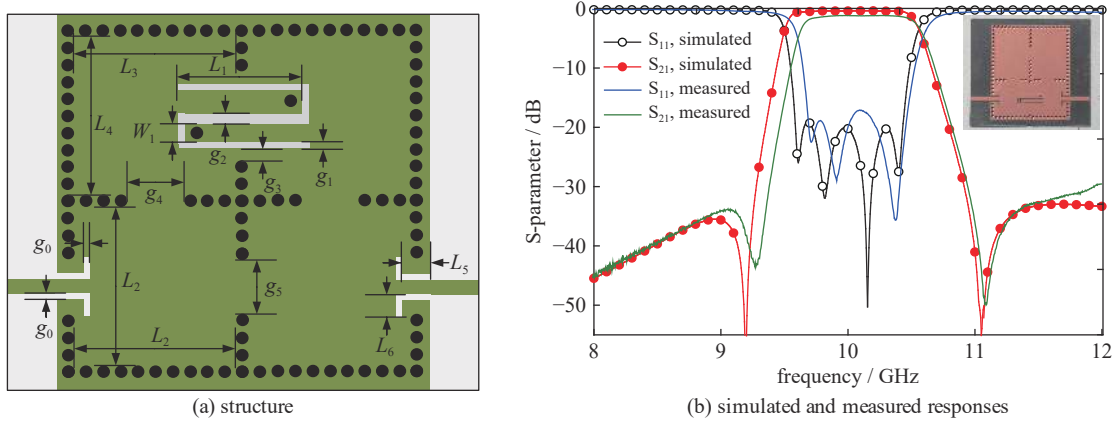 L₁
L₃
L₄
W₁
g₂
g₃
g₁
g₄
g₀
L₂
g₅
L₅
g₀
L₂
L₆
(a) structure
0
−10
−20
−30
−40
−50
S-parameter / dB
S₁₁, simulated
S₂₁, simulated
S₁₁, measured
S₂₁, measured
8 9 10 11 12
frequency / GHz
(b) simulated and measured responses